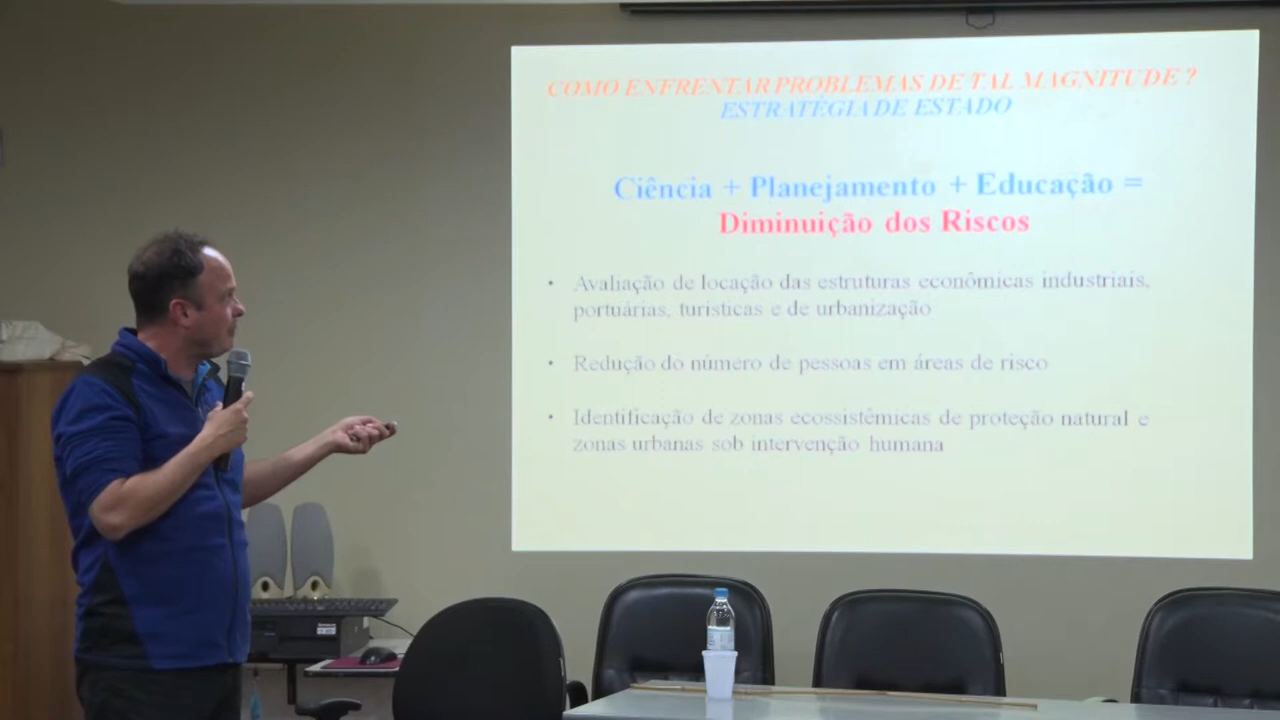 COMO ENFRENTAR PROBLEMAS DE TAL MAGNITUDE ?
ESTRATÉGIA DE ESTADO
Ciência + Planejamento + Educação =
Diminuição dos Riscos
• Avaliação de locação das estruturas econômicas industriais,
portuárias, turísticas e de urbanização
• Redução do número de pessoas em áreas de risco
• Identificação de zonas ecossistêmicas de proteção natural e
zonas urbanas sob intervenção humana